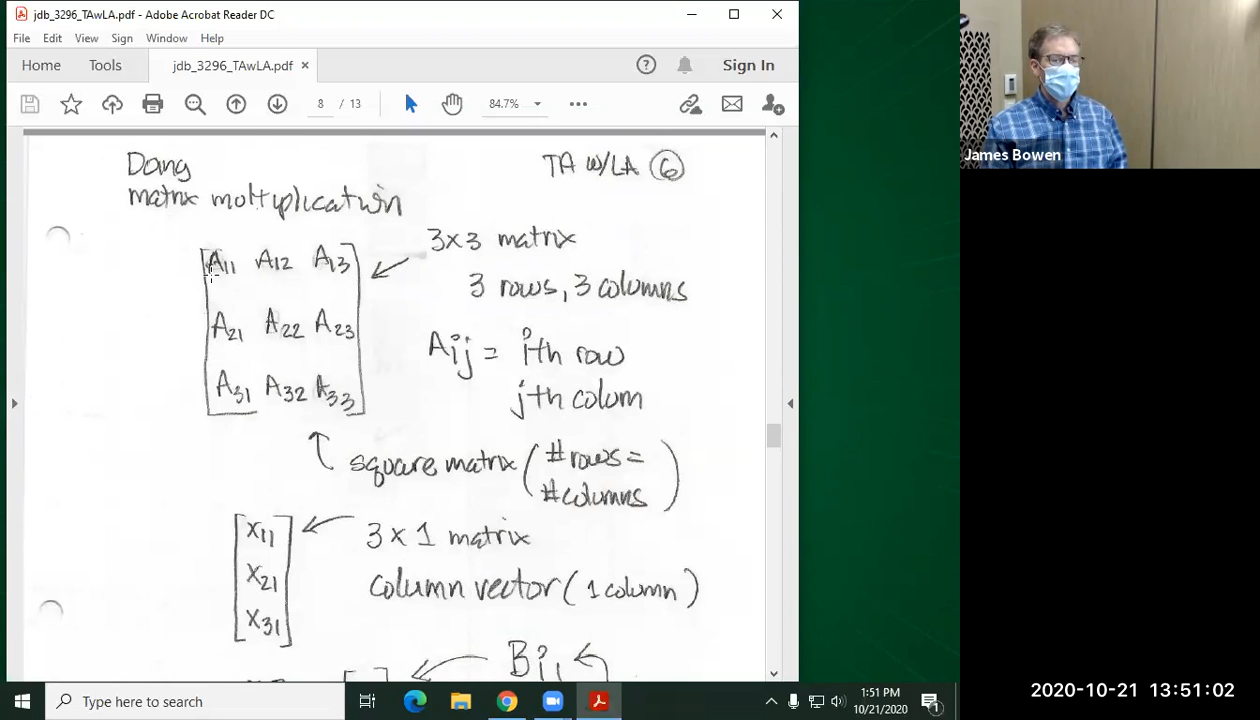 jdb_3296_TAwLA.pdf - Adobe Acrobat Reader DC
File Edit View Sign Window Help
Home Tools jdb_3296_TAwLA.pdf × Sign In
8 / 13 84.7%
Doing TA w/LA 6
matrix moltiplication
A11 A12 A13
3x3 matrix
3 rows, 3 columns
A21 A22 A23
Aij = ith row
jth colum
A31 A32 A33
square matrix (#rows =
#columns)
X11
3 x 1 matrix
X21
column vector (1 column)
X31
James Bowen
Type here to search
1:51 PM
10/21/2020
1
2020-10-21 13:51:02